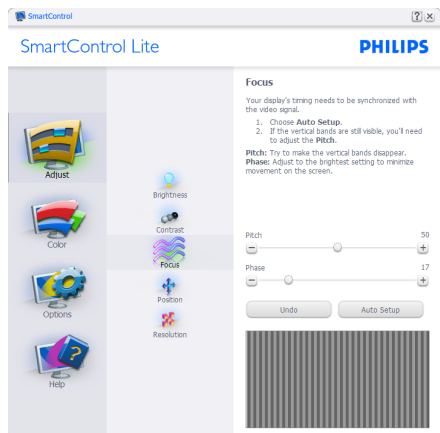 SmartControl
SmartControl Lite
PHILIPS
Adjust
Color
Options
Help
Brightness
Contrast
Focus
Position
Resolution
Focus
Your display's timing needs to be synchronized with
the video signal.
1. Choose Auto Setup.
2. If the vertical bands are still visible, you'll need
to adjust the Pitch.
Pitch: Try to make the vertical bands disappear.
Phase: Adjust to the brightest setting to minimize
movement on the screen.
Pitch 50
Phase 17
Undo Auto Setup